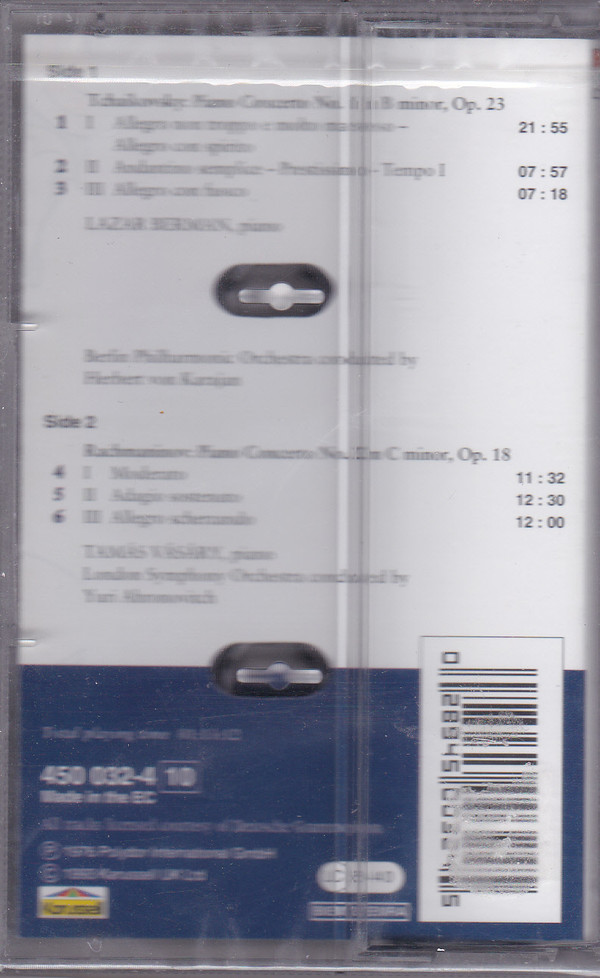 Side 1
Tchaikovsky: Piano Concerto No. 1 in B minor, Op. 23
1 I Allegro non troppo e molto maestoso – 21:55
Allegro con spirito
2 II Andantino semplice – Prestissimo – Tempo I 07:57
3 III Allegro con fuoco 07:18
LAZAR BERMAN, piano
Berlin Philharmonic Orchestra conducted by
Herbert von Karajan
Side 2
Rachmaninov: Piano Concerto No. 2 in C minor, Op. 18
4 I Moderato 11:32
5 II Adagio sostenuto 12:30
6 III Allegro scherzando 12:00
TAMÁS VÁSÁRY, piano
London Symphony Orchestra conducted by
Yuri Ahronovitch
Total playing time
450 032-4 10
Made in the EC
Karussell